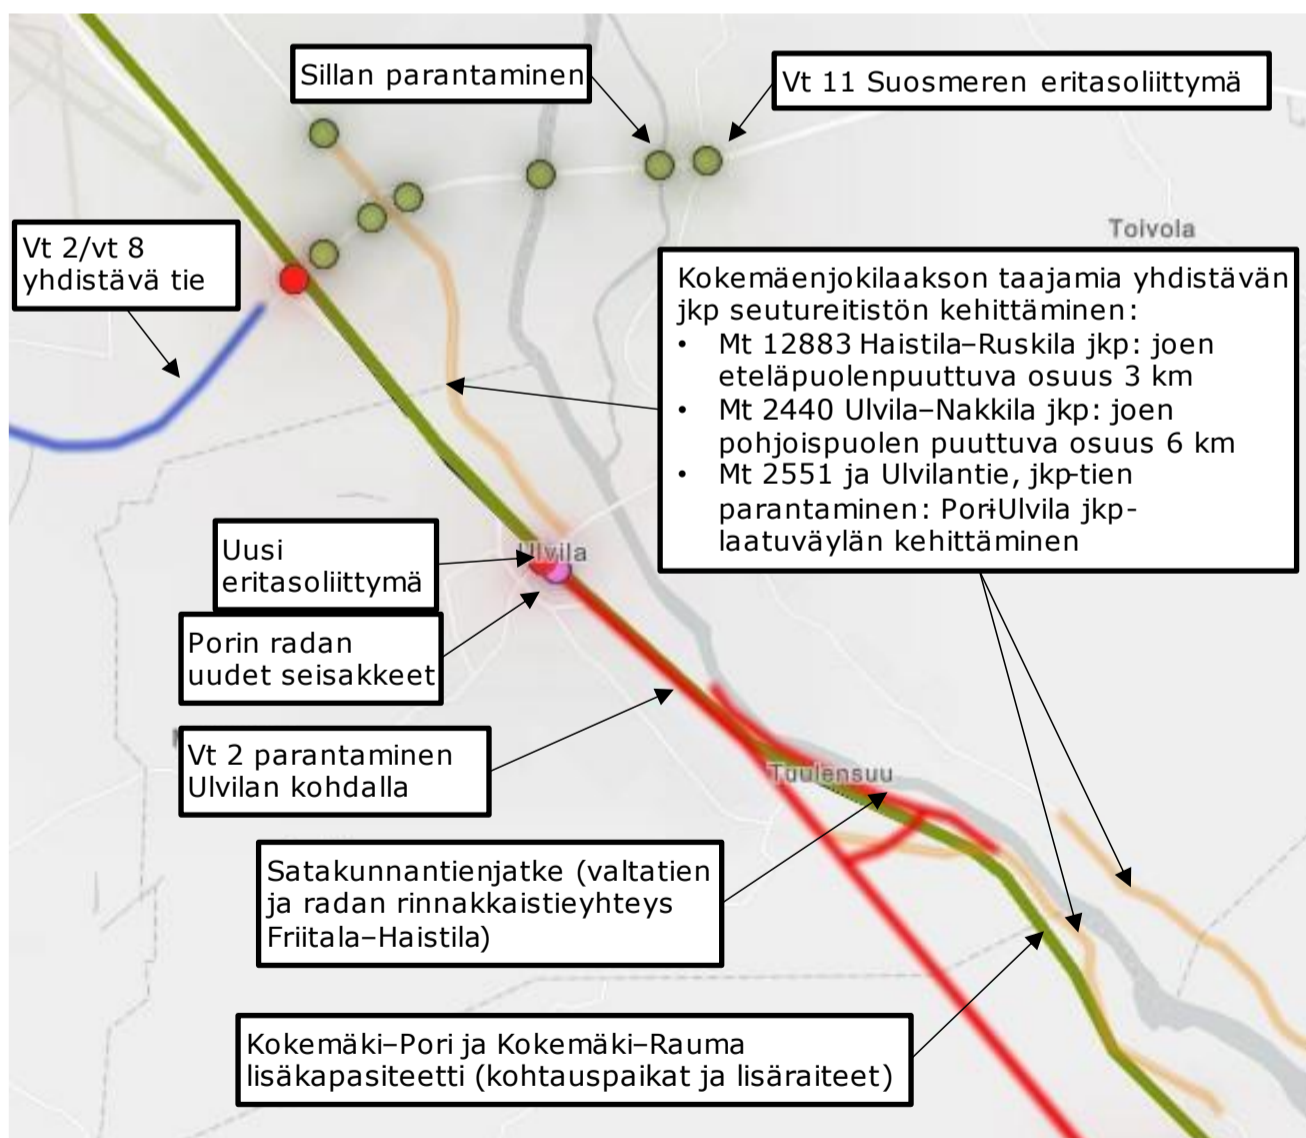 Sillan parantaminen
Vt 11 Suosmeren eritasoliittymä
Toivola
Vt 2/vt 8
yhdistävä tie
Kokemäenjokilaakson taajamia yhdistävän
jkp seutureitistön kehittäminen:
• Mt 12883 Haistila–Ruskila jkp: joen
eteläpuolenpuuttuva osuus 3 km
• Mt 2440 Ulvila–Nakkila jkp: joen
pohjoispuolen puuttuva osuus 6 km
• Mt 2551 ja Ulvilantie, jkp-tien
parantaminen: Pori-Ulvila jkp-
laatuväylän kehittäminen
Ulvila
Uusi
eritasoliittymä
Porin radan
uudet seisakkeet
Vt 2 parantaminen
Ulvilan kohdalla
Tuulensuu
Satakunnantienjatke (valtatien
ja radan rinnakkaistieyhteys
Friitala–Haistila)
Kokemäki–Pori ja Kokemäki–Rauma
lisäkapasiteetti (kohtauspaikat ja lisäraiteet)